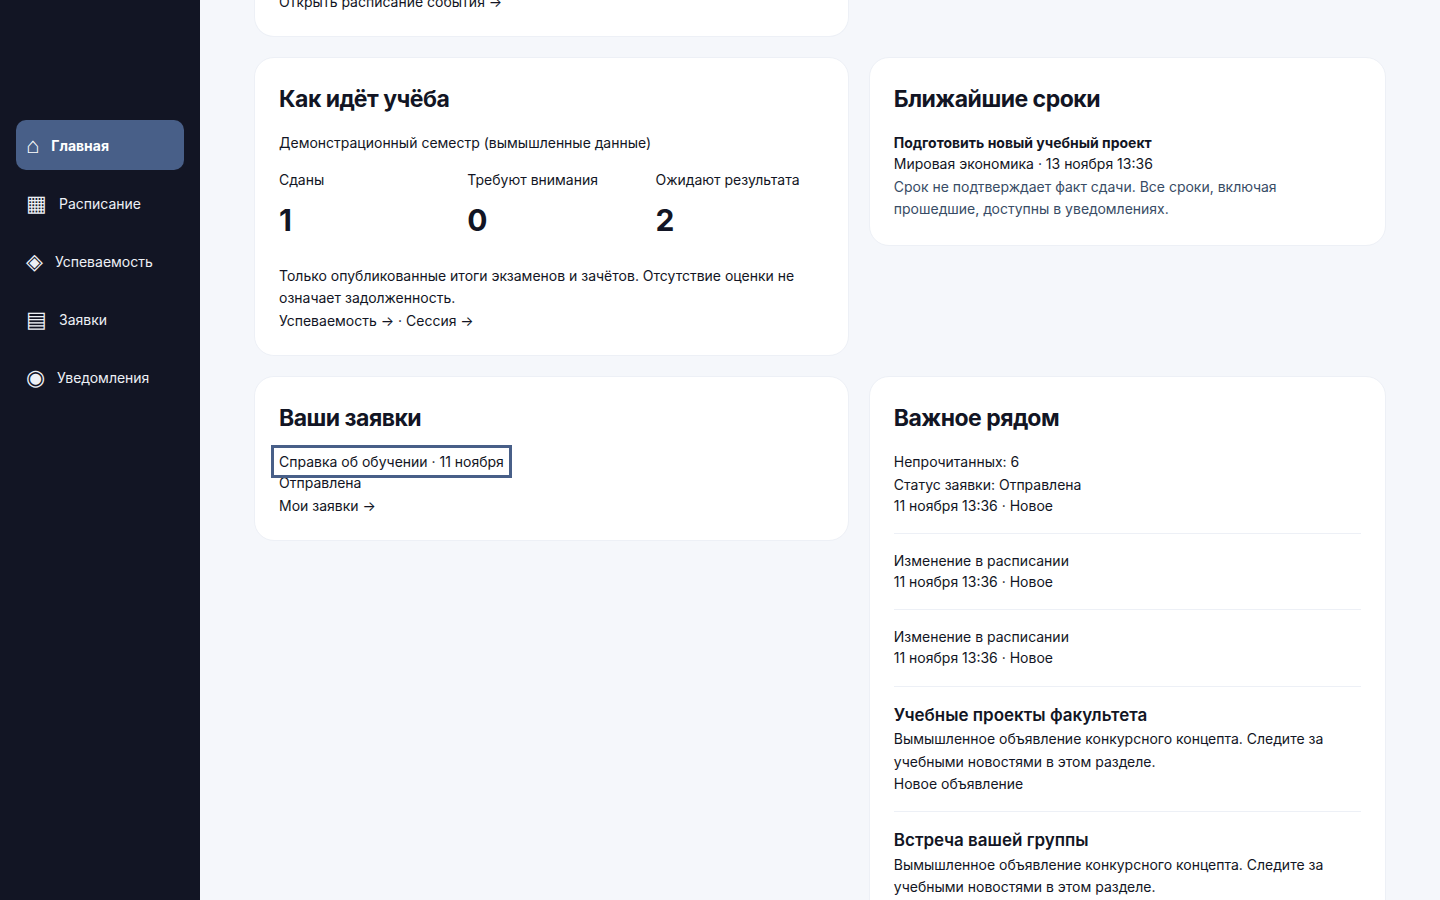 Главная
Расписание
Успеваемость
Заявки
Уведомления
Открыть расписание события →
Как идёт учёба
Демонстрационный семестр (вымышленные данные)
Сданы
1
Требуют внимания
0
Ожидают результата
2
Только опубликованные итоги экзаменов и зачётов. Отсутствие оценки не
означает задолженность.
Успеваемость → · Сессия →
Ближайшие сроки
Подготовить новый учебный проект
Мировая экономика · 13 ноября 13:36
Срок не подтверждает факт сдачи. Все сроки, включая
прошедшие, доступны в уведомлениях.
Ваши заявки
Справка об обучении · 11 ноября
Отправлена
Мои заявки →
Важное рядом
Непрочитанных: 6
Статус заявки: Отправлена
11 ноября 13:36 · Новое
Изменение в расписании
11 ноября 13:36 · Новое
Изменение в расписании
11 ноября 13:36 · Новое
Учебные проекты факультета
Вымышленное объявление конкурсного концепта. Следите за
учебными новостями в этом разделе.
Новое объявление
Встреча вашей группы
Вымышленное объявление конкурсного концепта. Следите за
учебными новостями в этом разделе.